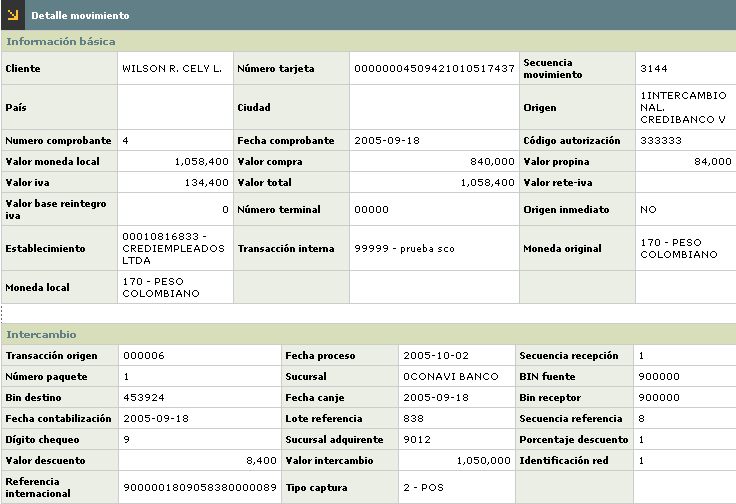 Detalle movimiento
Información básica
Cliente WILSON R. CELY L. Número tarjeta 00000004509421010517437 Secuencia movimiento 3144
País Ciudad Origen 1INTERCAMBIO NAL. CREDIBANCO V
Numero comprobante 4 Fecha comprobante 2005-09-18 Código autorización 333333
Valor moneda local 1,058,400 Valor compra 840,000 Valor propina 84,000
Valor iva 134,400 Valor total 1,058,400 Valor rete-iva
Valor base reintegro iva 0 Número terminal 00000 Origen inmediato NO
Establecimiento 00010816833 - CREDIEMPLEADOS LTDA Transacción interna 99999 - prueba sco Moneda original 170 - PESO COLOMBIANO
Moneda local 170 - PESO COLOMBIANO
Intercambio
Transacción origen 000006 Fecha proceso 2005-10-02 Secuencia recepción 1
Número paquete 1 Sucursal 0CONAVI BANCO BIN fuente 900000
Bin destino 453924 Fecha canje 2005-09-18 Bin receptor 900000
Fecha contabilización 2005-09-18 Lote referencia 838 Secuencia referencia 8
Dígito chequeo 9 Sucursal adquirente 9012 Porcentaje descuento 1
Valor descuento 8,400 Valor intercambio 1,050,000 Identificación red 1
Referencia internacional 90000018090583800000089 Tipo captura 2 - POS